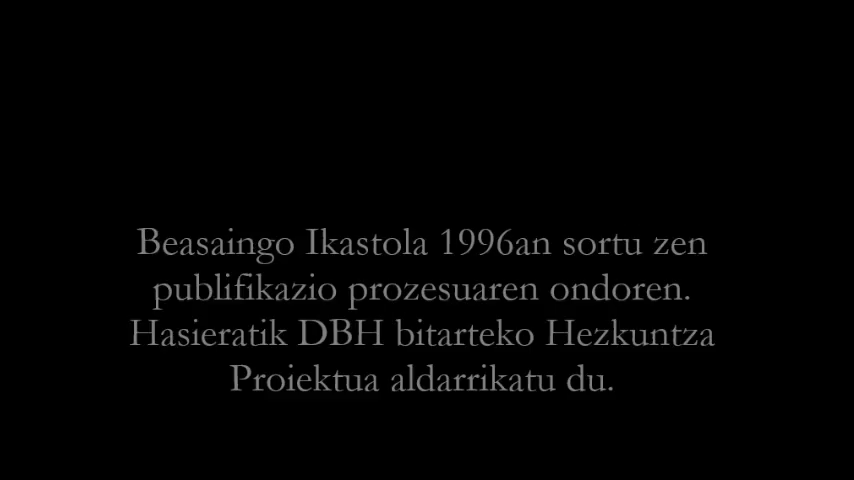 Beasaingo Ikastola 1996an sortu zen
publifikazio prozesuaren ondoren.
Hasieratik DBH bitarteko Hezkuntza
Proiektua aldarrikatu du.